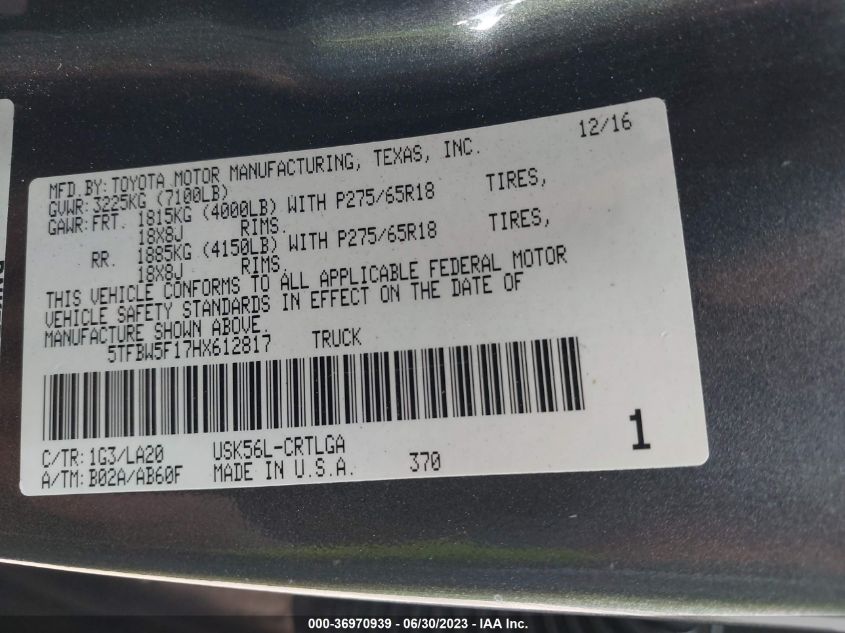 12/16
MFD.BY:TOYOTA MOTOR MANUFACTURING, TEXAS, INC.
GVWR:3225KG (7100LB)
GAWR:FRT. 1815KG (4000LB) WITH P275/65R18 TIRES,
18X8J RIMS.
RR. 1885KG (4150LB) WITH P275/65R18 TIRES,
18X8J RIMS.
THIS VEHICLE CONFORMS TO ALL APPLICABLE FEDERAL MOTOR
VEHICLE SAFETY STANDARDS IN EFFECT ON THE DATE OF
MANUFACTURE SHOWN ABOVE.
5TFBW5F17HX612817 TRUCK
1
C/TR:1G3/LA20 USK56L-CRTLGA
A/TM:B02A/AB60F MADE IN U.S.A. 370
000-36970939 - 06/30/2023 - IAA Inc.